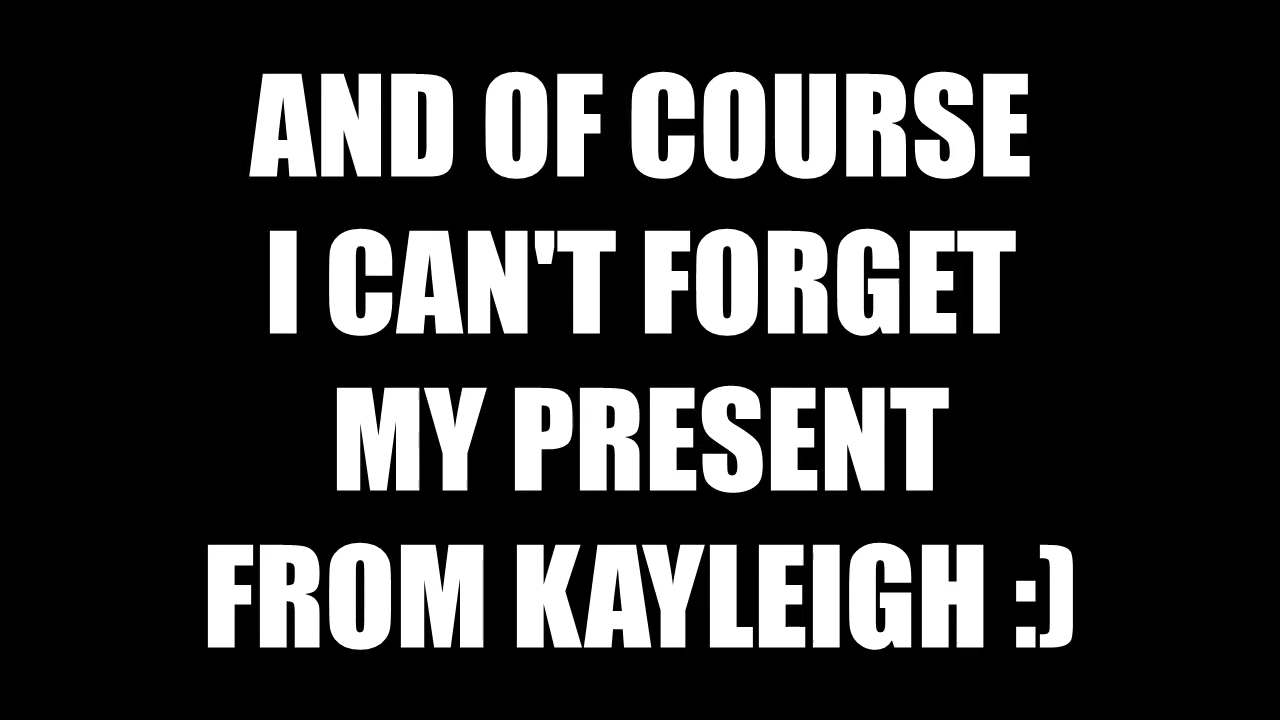 AND OF COURSE
I CAN'T FORGET
MY PRESENT
FROM KAYLEIGH :)